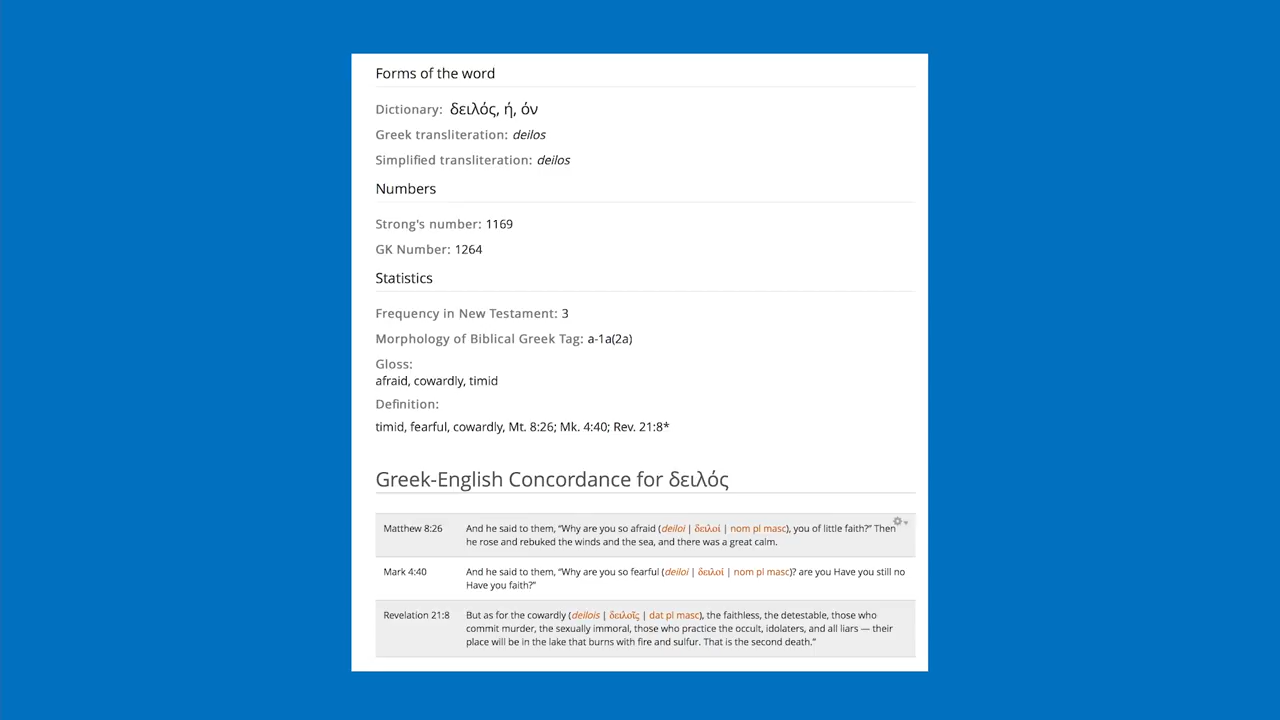 Forms of the word
Dictionary: δειλός, ή, όν
Greek transliteration: deilos
Simplified transliteration: deilos
Numbers
Strong's number: 1169
GK Number: 1264
Statistics
Frequency in New Testament: 3
Morphology of Biblical Greek Tag: a-1a(2a)
Gloss:
afraid, cowardly, timid
Definition:
timid, fearful, cowardly, Mt. 8:26; Mk. 4:40; Rev. 21:8*
Greek-English Concordance for δειλός
Matthew 8:26 And he said to them, “Why are you so afraid (deiloi | δειλοί | nom pl masc), you of little faith?” Then
he rose and rebuked the winds and the sea, and there was a great calm.
Mark 4:40 And he said to them, “Why are you so fearful (deiloi | δειλοί | nom pl masc)? are you Have you still no
Have you faith?”
Revelation 21:8 But as for the cowardly (deilois | δειλοῖς | dat pl masc), the faithless, the detestable, those who
commit murder, the sexually immoral, those who practice the occult, idolaters, and all liars — their
place will be in the lake that burns with fire and sulfur. That is the second death.”